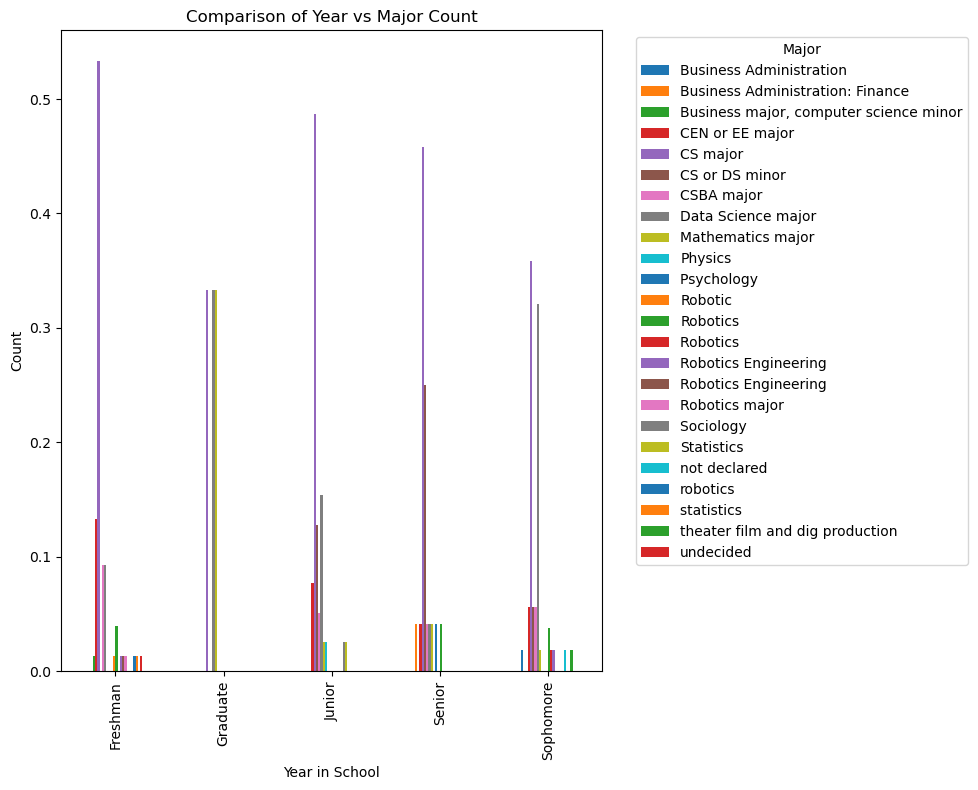 Comparison of Year vs Major Count
Count
0.5
0.4
0.3
0.2
0.1
0.0
Freshman
Graduate
Junior
Senior
Sophomore
Year in School
Major
Business Administration
Business Administration: Finance
Business major, computer science minor
CEN or EE major
CS major
CS or DS minor
CSBA major
Data Science major
Mathematics major
Physics
Psychology
Robotic
Robotics
Robotics
Robotics Engineering
Robotics Engineering
Robotics major
Sociology
Statistics
not declared
robotics
statistics
theater film and dig production
undecided